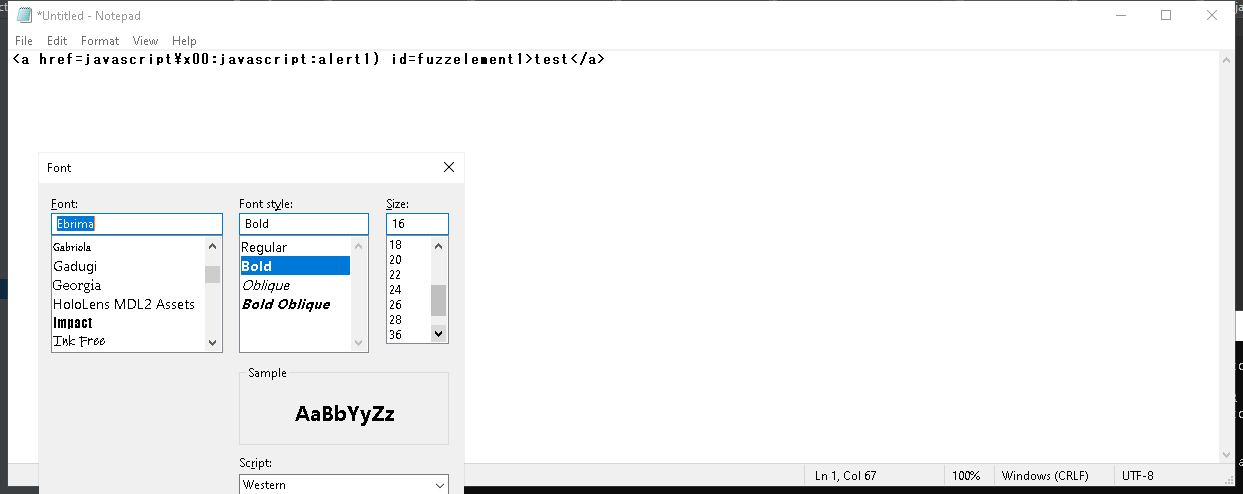 *Untitled - Notepad
File Edit Format View Help
<a href=javascript¥x00:javascript:alert1) id=fuzzelement1>test</a>
Font
Font: Font style: Size:
Ebrima Bold 16
Gabriola Regular 18
Gadugi Bold 20
Georgia Oblique 22
HoloLens MDL2 Assets Bold Oblique 24
Impact 26
Ink Free 28
36
Sample
AaBbYyZz
Script:
Western
Ln 1, Col 67 100% Windows (CRLF) UTF-8